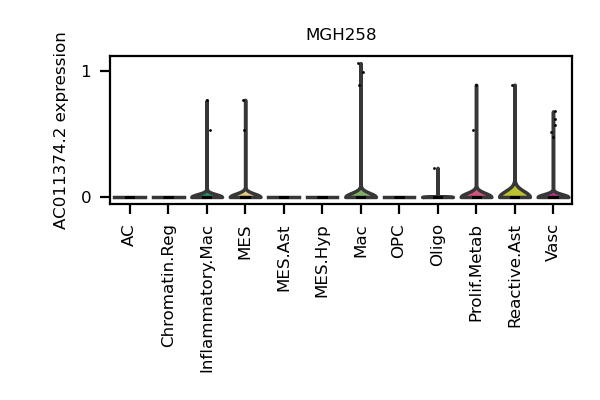 MGH258
AC011374.2 expression
1
0
AC
Chromatin.Reg
Inflammatory.Mac
MES
MES.Ast
MES.Hyp
Mac
OPC
Oligo
Prolif.Metab
Reactive.Ast
Vasc